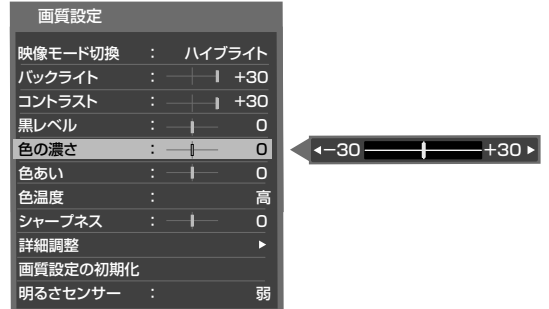 画質設定
映像モード切換 : ハイブライト
バックライト : +30
コントラスト : +30
黒レベル : 0
色の濃さ : 0
色あい : 0
色温度 : 高
シャープネス : 0
詳細調整
画質設定の初期化
明るさセンサー : 弱
−30 +30